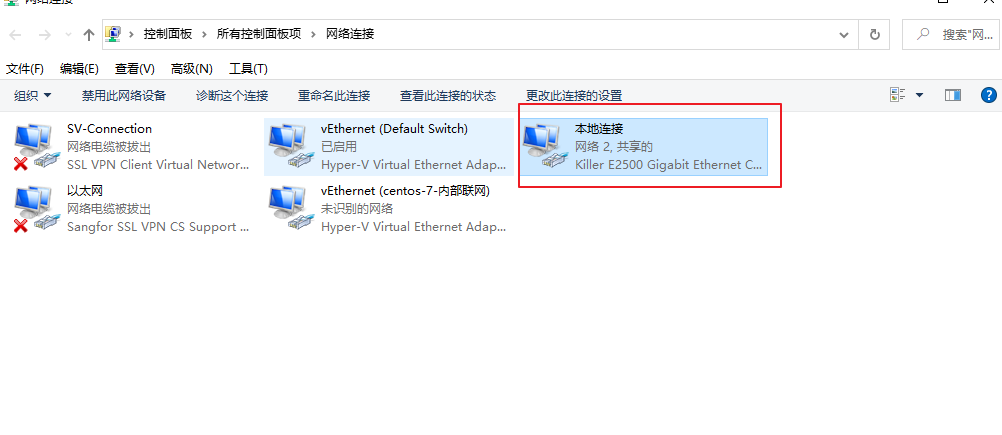 网络连接
控制面板 > 所有控制面板项 > 网络连接
搜索"网...
文件(F) 编辑(E) 查看(V) 高级(N) 工具(T)
组织 禁用此网络设备 诊断这个连接 重命名此连接 查看此连接的状态 更改此连接的设置
SV-Connection
网络电缆被拔出
SSL VPN Client Virtual Networ...
vEthernet (Default Switch)
已启用
Hyper-V Virtual Ethernet Adap...
本地连接
网络 2, 共享的
Killer E2500 Gigabit Ethernet C...
以太网
网络电缆被拔出
Sangfor SSL VPN CS Support ...
vEthernet (centos-7-内部联网)
未识别的网络
Hyper-V Virtual Ethernet Adap...